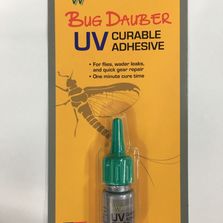 BUG DAUBER
UV CURABLE
ADHESIVE
• For flies, wader leaks,
and quick gear repair
• One minute cure time
UV